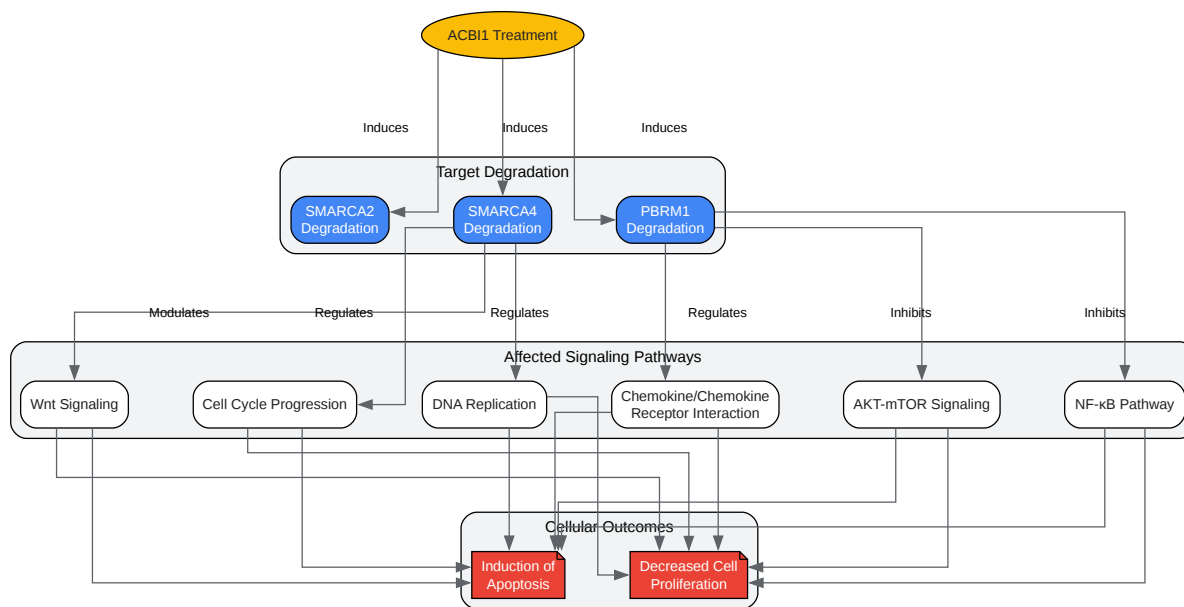 ACBI1 Treatment
Induces
Induces
Induces
Target Degradation
SMARCA2
Degradation
SMARCA4
Degradation
PBRM1
Degradation
Modulates
Regulates
Regulates
Regulates
Inhibits
Inhibits
Affected Signaling Pathways
Wnt Signaling
Cell Cycle Progression
DNA Replication
Chemokine/Chemokine
Receptor Interaction
AKT-mTOR Signaling
NF-κB Pathway
Cellular Outcomes
Induction of
Apoptosis
Decreased Cell
Proliferation